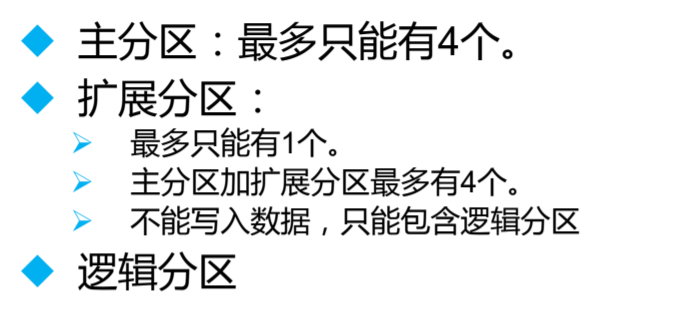 主分区：最多只能有4个。
扩展分区：
最多只能有1个。
主分区加扩展分区最多有4个。
不能写入数据，只能包含逻辑分区
逻辑分区